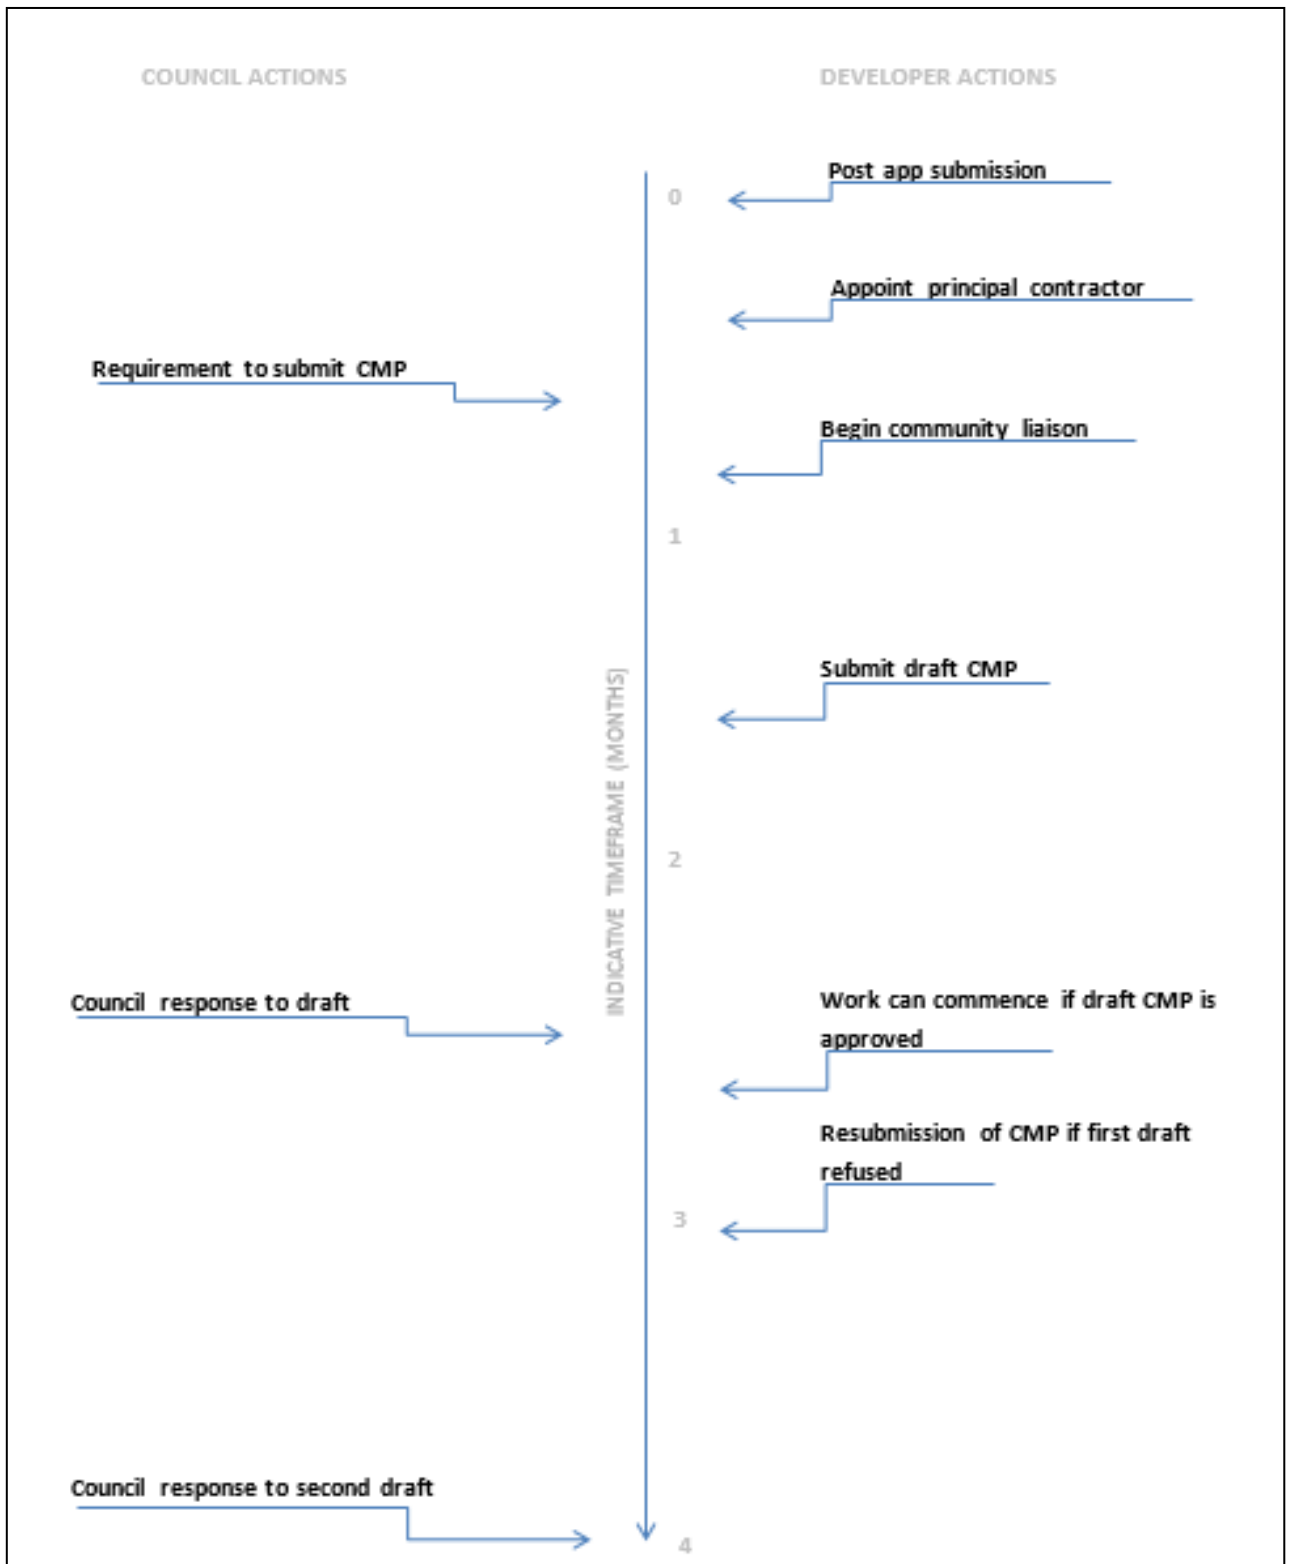 COUNCIL ACTIONS
DEVELOPER ACTIONS
Post app submission
0
Appoint principal contractor
Requirement to submit CMP
Begin community liaison
1
Submit draft CMP
INDICATIVE TIMEFRAME (MONTHS)
2
Council response to draft
Work can commence if draft CMP is
approved
Resubmission of CMP if first draft
refused
3
Council response to second draft
4